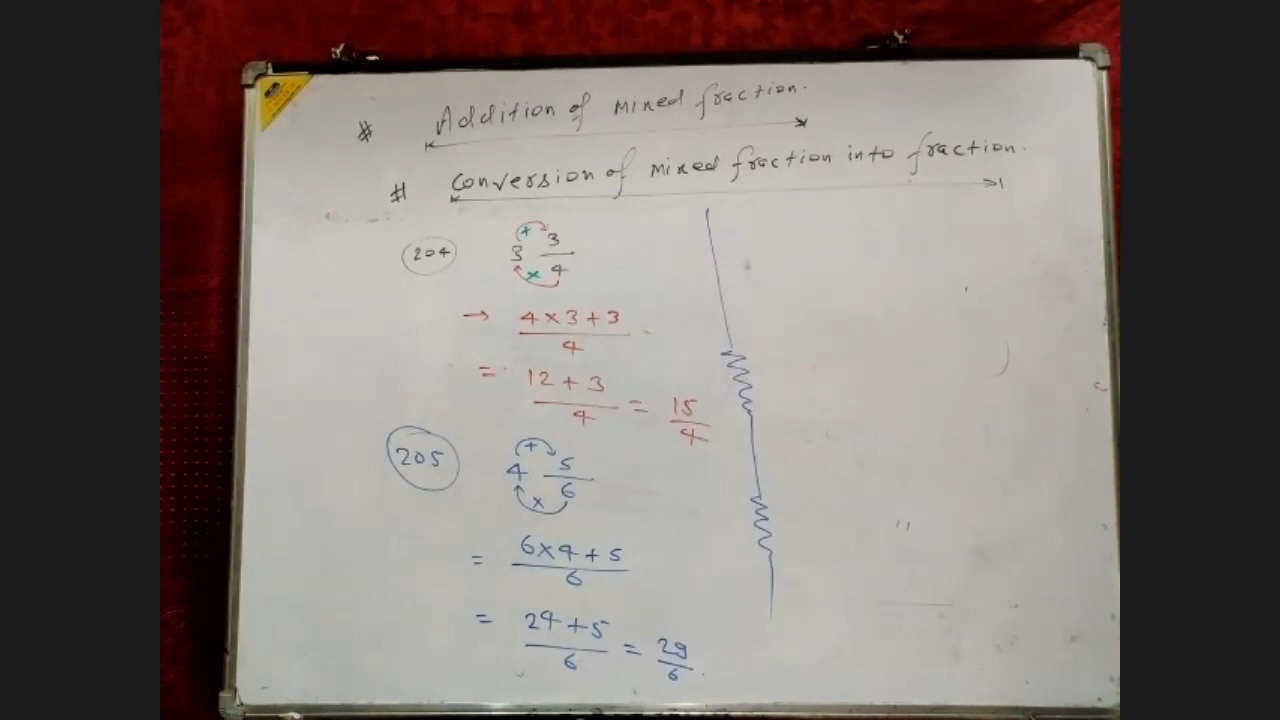 # Addition of mixed fraction.
# Conversion of mixed fraction into fraction.
204 3 3/4
+
×
→ 4×3+3/4
= 12+3/4 = 15/4
205 4 5/6
+
×
= 6×4+5/6
= 24+5/6 = 29/6.